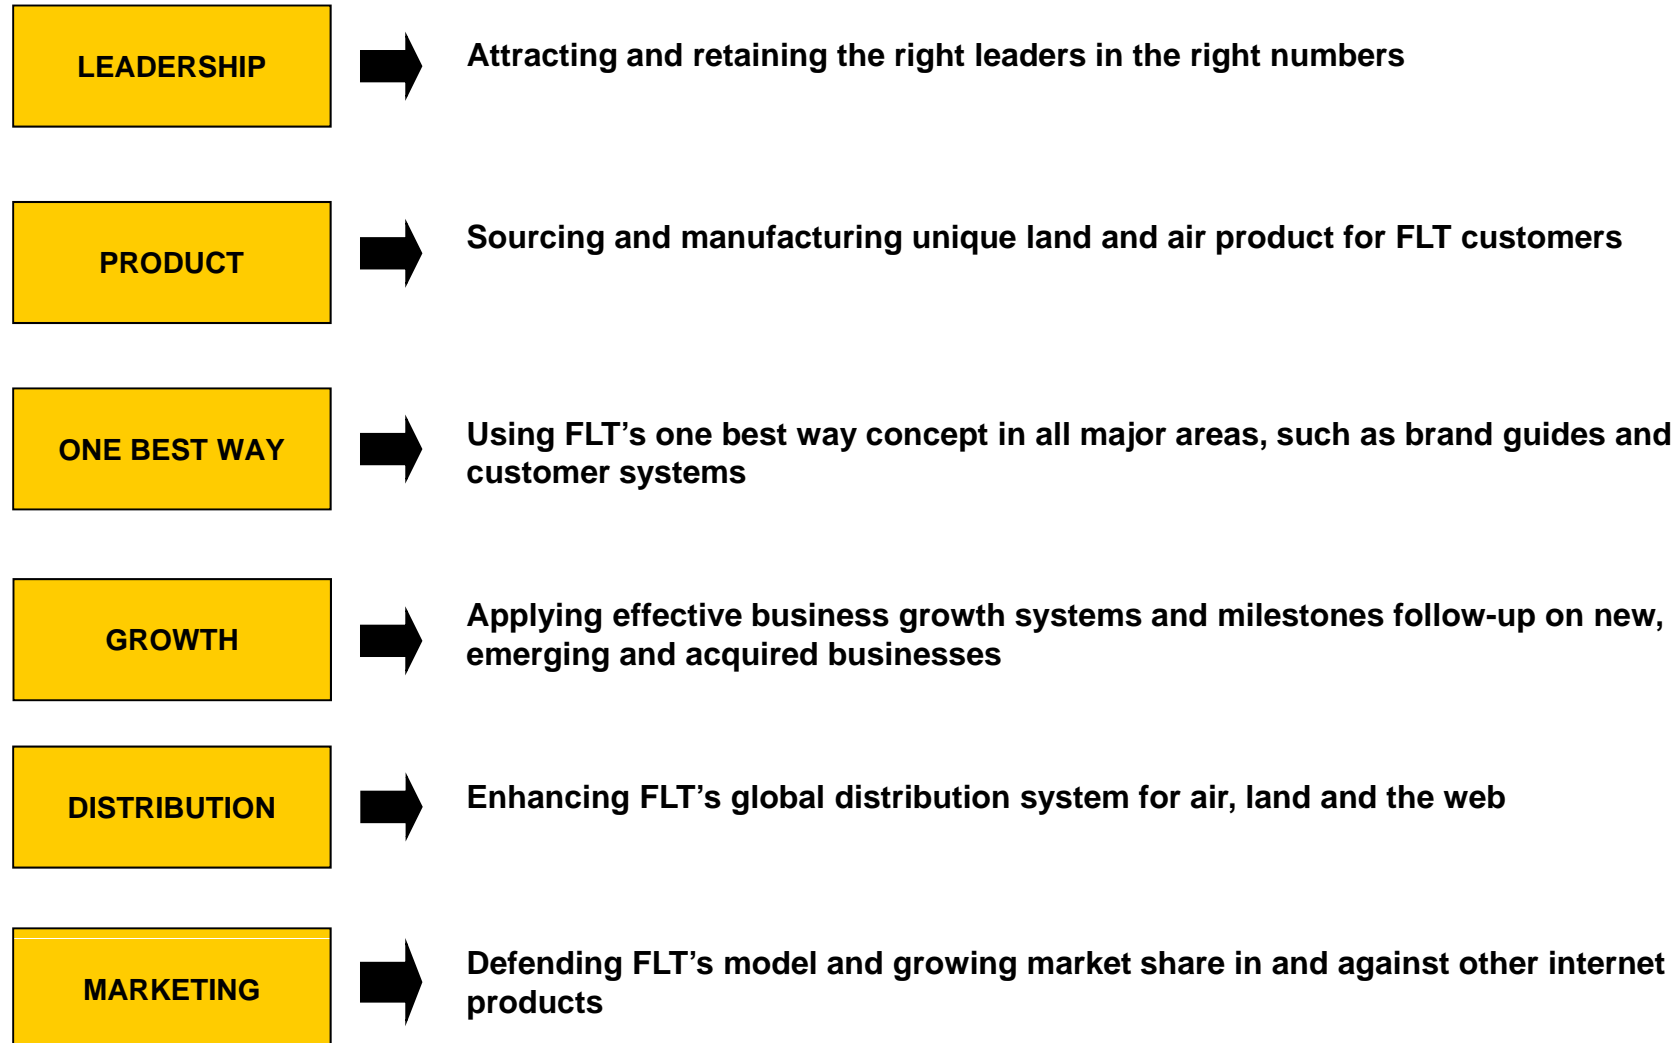 LEADERSHIP
Attracting and retaining the right leaders in the right numbers
PRODUCT
Sourcing and manufacturing unique land and air product for FLT customers
ONE BEST WAY
Using FLT’s one best way concept in all major areas, such as brand guides and
customer systems
GROWTH
Applying effective business growth systems and milestones follow-up on new,
emerging and acquired businesses
DISTRIBUTION
Enhancing FLT’s global distribution system for air, land and the web
MARKETING
Defending FLT’s model and growing market share in and against other internet
products